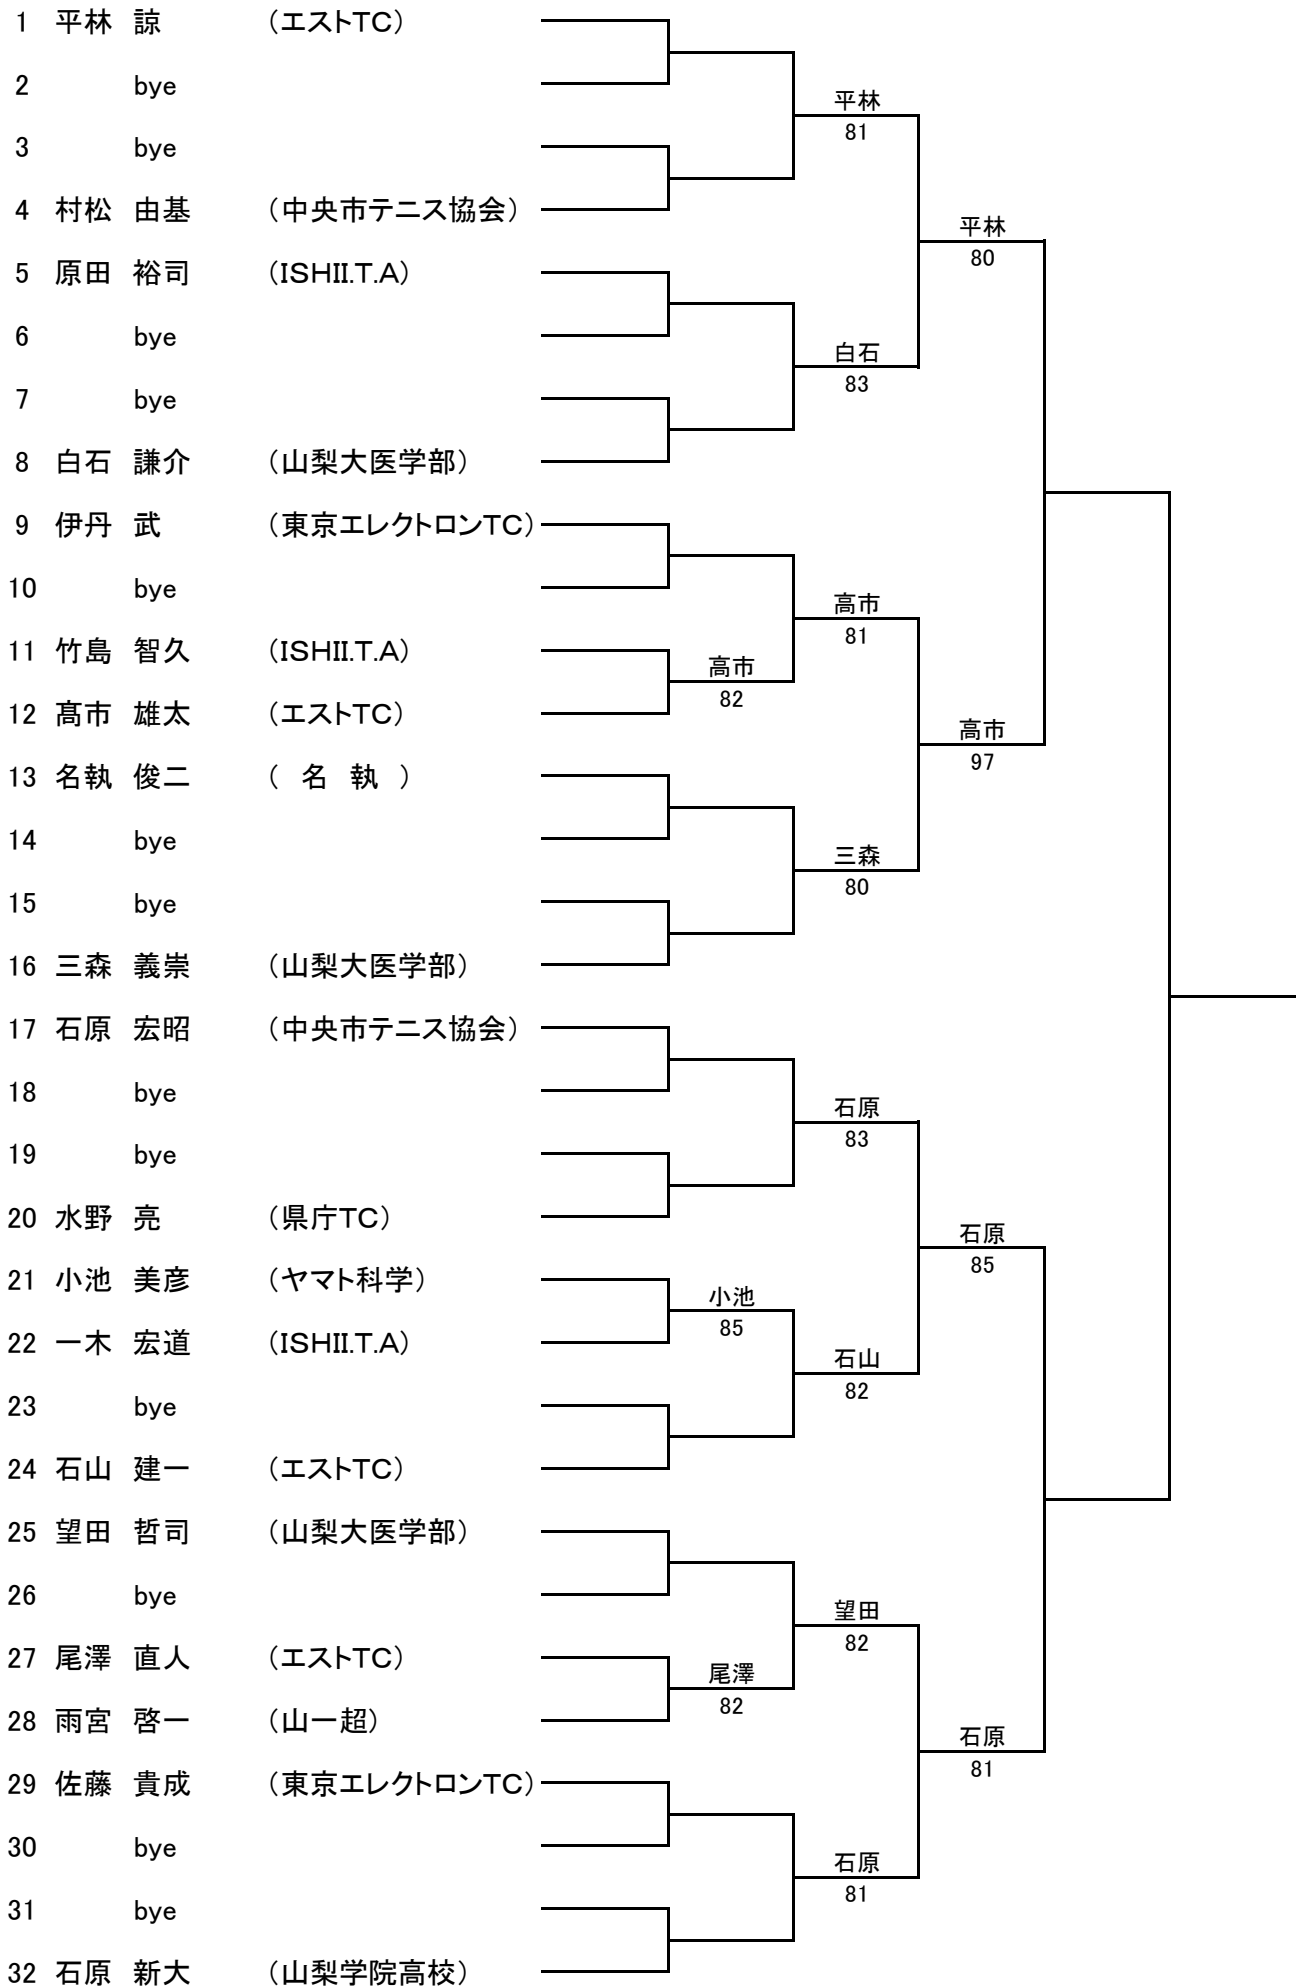 1 平林 諒 （エストTC）
2 bye
平林
81
3 bye
4 村松 由基 （中央市テニス協会）
平林
80
5 原田 裕司 （ISHII.T.A）
6 bye
白石
83
7 bye
8 白石 謙介 （山梨大医学部）
9 伊丹 武 （東京エレクトロンTC）
10 bye
高市
81
11 竹島 智久 （ISHII.T.A）
高市
82
12 髙市 雄太 （エストTC）
高市
97
13 名執 俊二 （ 名 執 ）
14 bye
三森
80
15 bye
16 三森 義崇 （山梨大医学部）
17 石原 宏昭 （中央市テニス協会）
18 bye
石原
83
19 bye
20 水野 亮 （県庁TC）
石原
85
21 小池 美彦 （ヤマト科学）
小池
85
22 一木 宏道 （ISHII.T.A）
石山
82
23 bye
24 石山 建一 （エストTC）
25 望田 哲司 （山梨大医学部）
26 bye
望田
82
27 尾澤 直人 （エストTC）
尾澤
82
28 雨宮 啓一 （山一超）
石原
81
29 佐藤 貴成 （東京エレクトロンTC）
30 bye
石原
81
31 bye
32 石原 新大 （山梨学院高校）